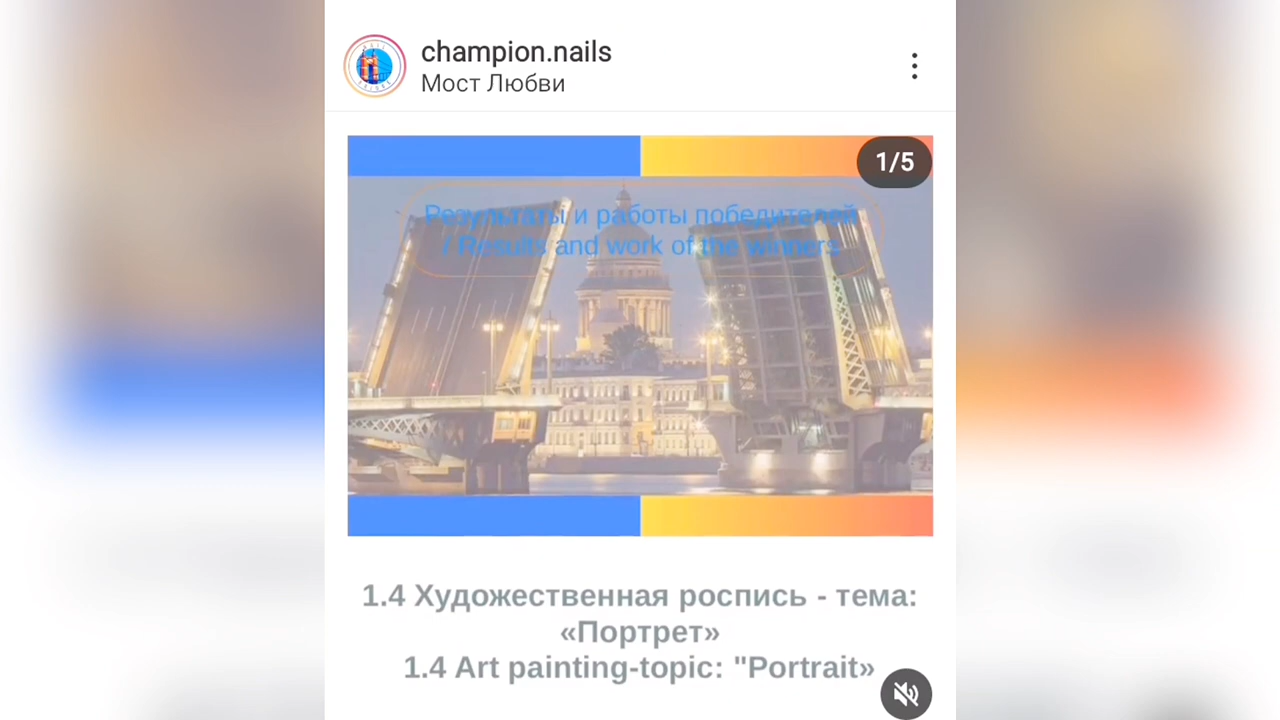 champion.nails
Мост Любви
1/5
Результаты и работы победителей
/ Results and work of the winners
1.4 Художественная роспись - тема:
«Портрет»
1.4 Art painting-topic: "Portrait»